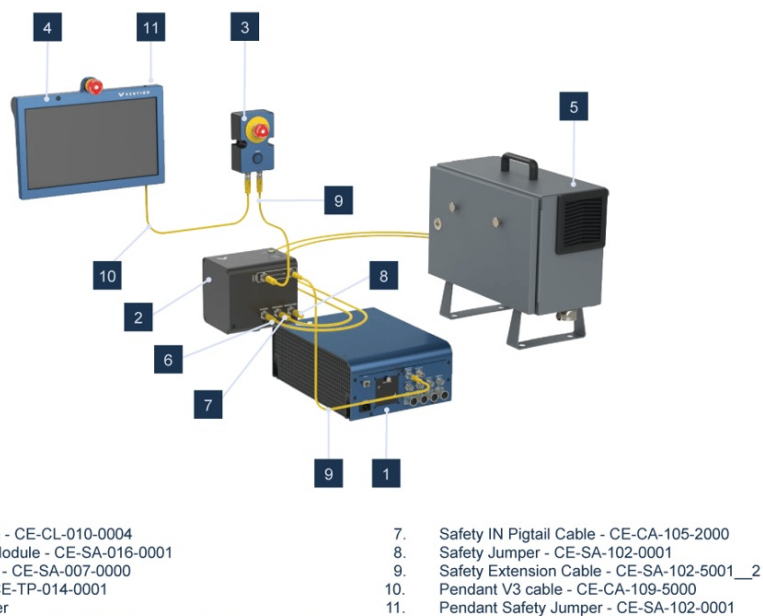 4
11
3
VENTION
5
9
10
8
2
6
7
9
1
- CE-CL-010-0004
Module - CE-SA-016-0001
- CE-SA-007-0000
CE-TP-014-0001
7. Safety IN Pigtail Cable - CE-CA-105-2000
8. Safety Jumper - CE-SA-102-0001
9. Safety Extension Cable - CE-SA-102-5001__2
10. Pendant V3 cable - CE-CA-109-5000
11. Pendant Safety Jumper - CE-SA-102-0001